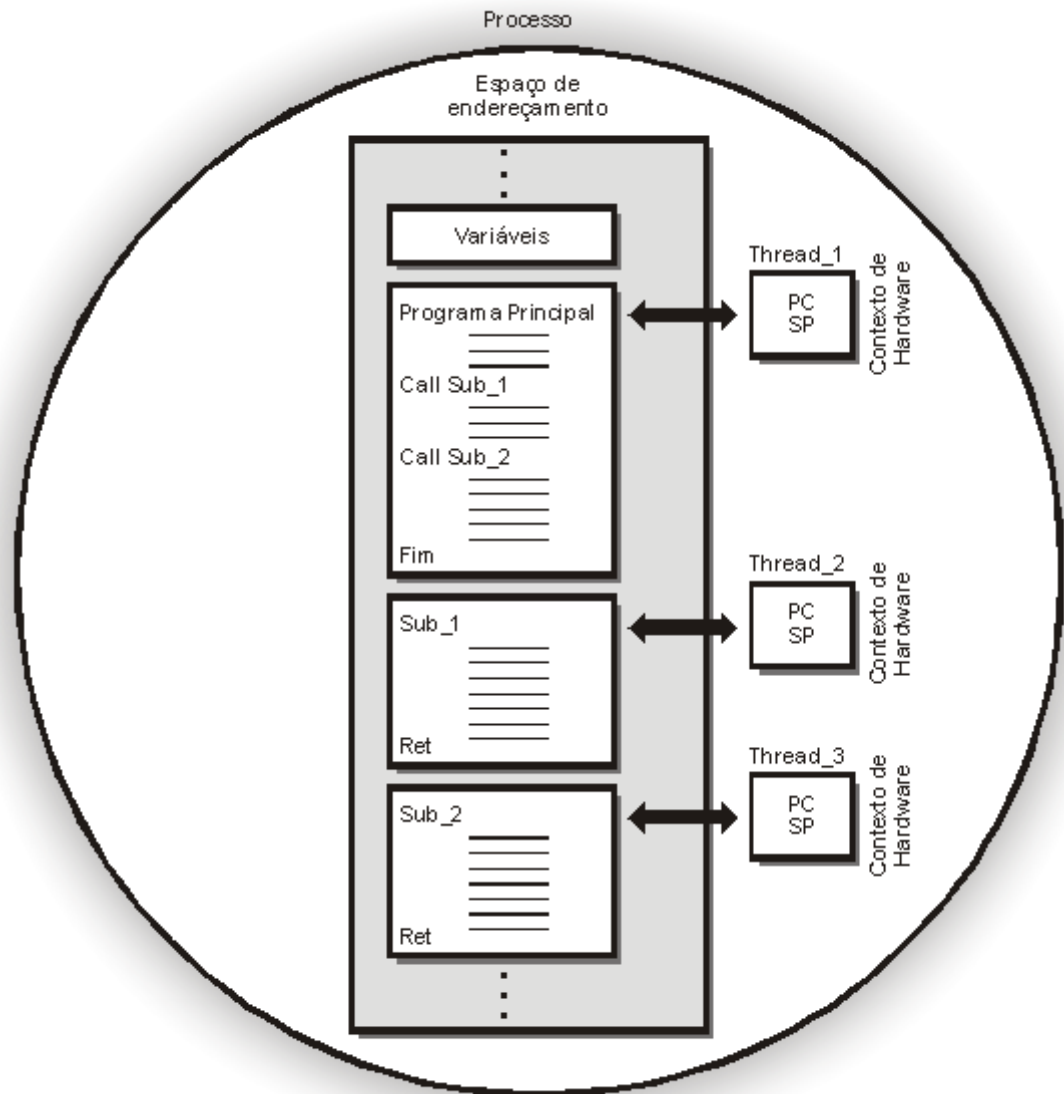 Processo
Espaço de
endereçamento
Variáveis
Programa Principal
Call Sub_1
Call Sub_2
Fim
Sub_1
Ret
Sub_2
Ret
Thread_1
PC
SP
Contexto de
Hardware
Thread_2
PC
SP
Contexto de
Hardware
Thread_3
PC
SP
Contexto de
Hardware